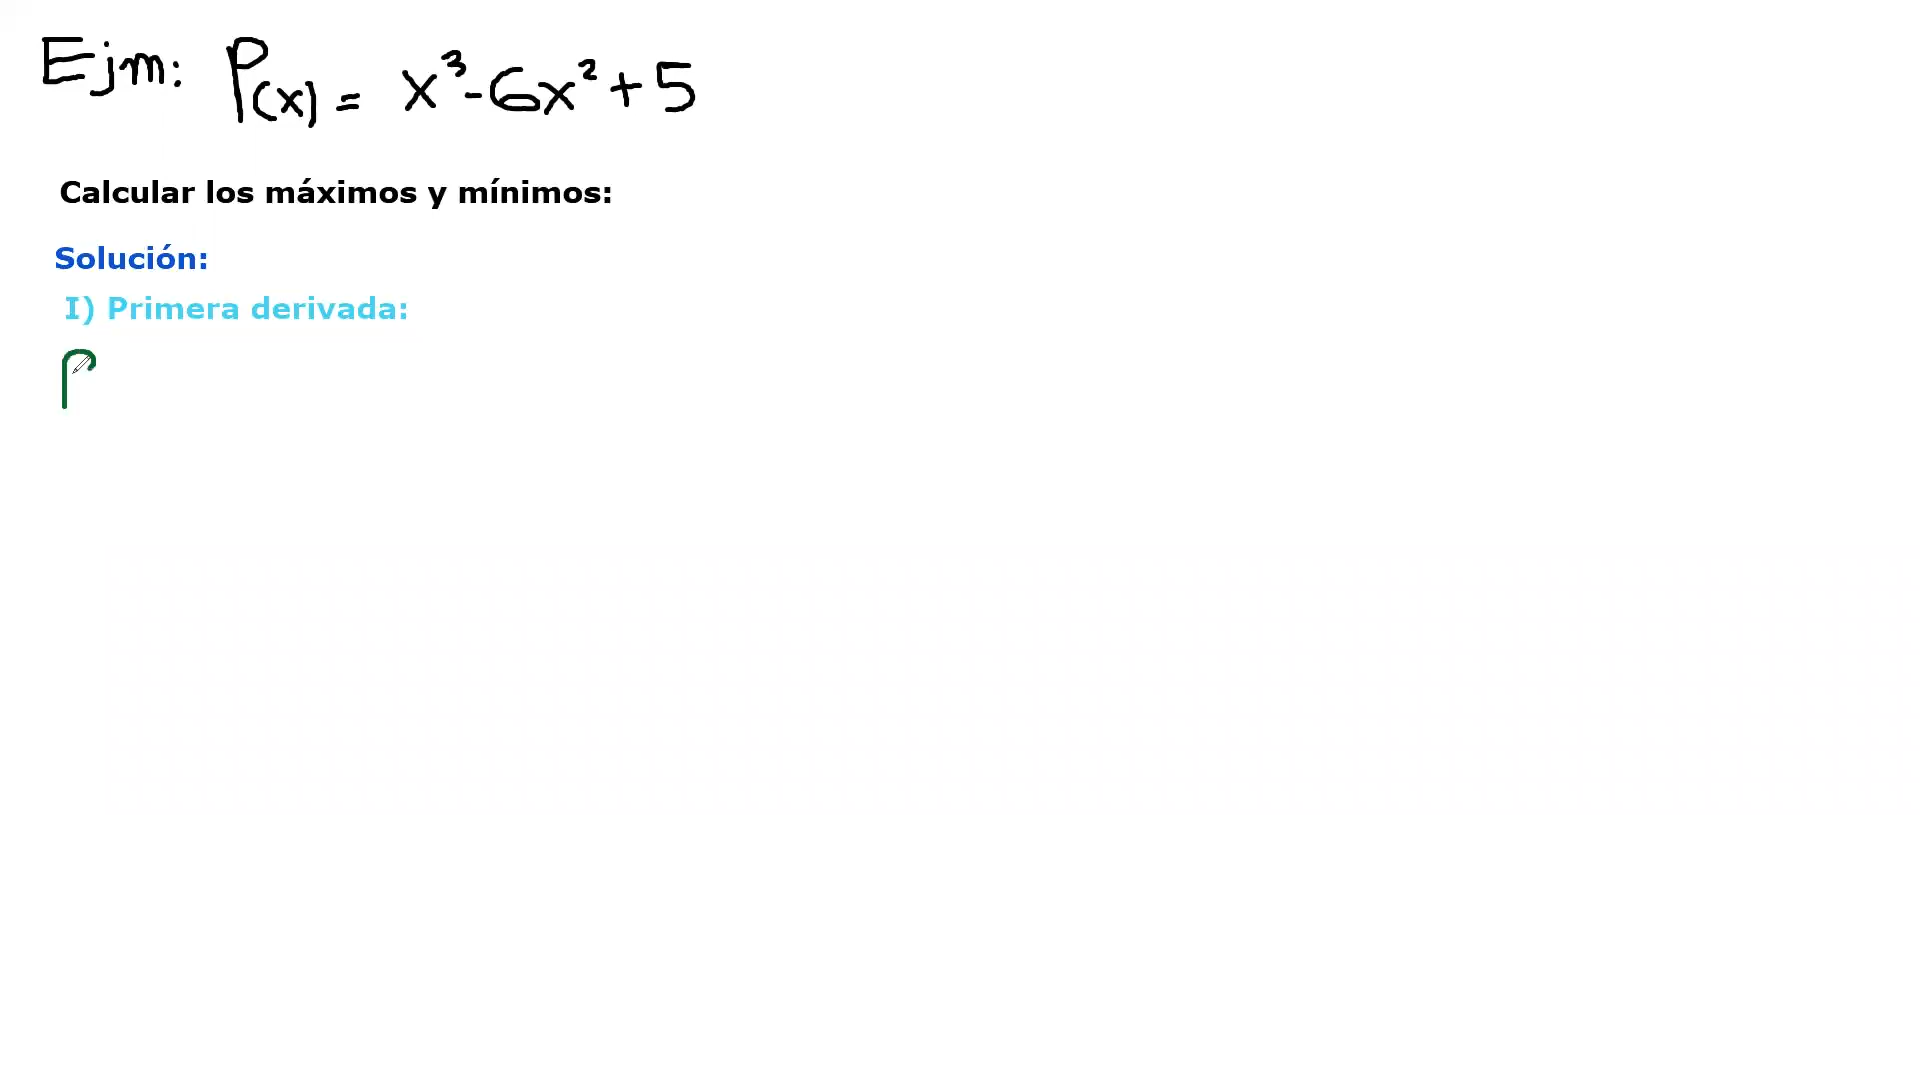 Ejm: P(x) = x³-6x²+5
Calcular los máximos y mínimos:
Solución:
I) Primera derivada: